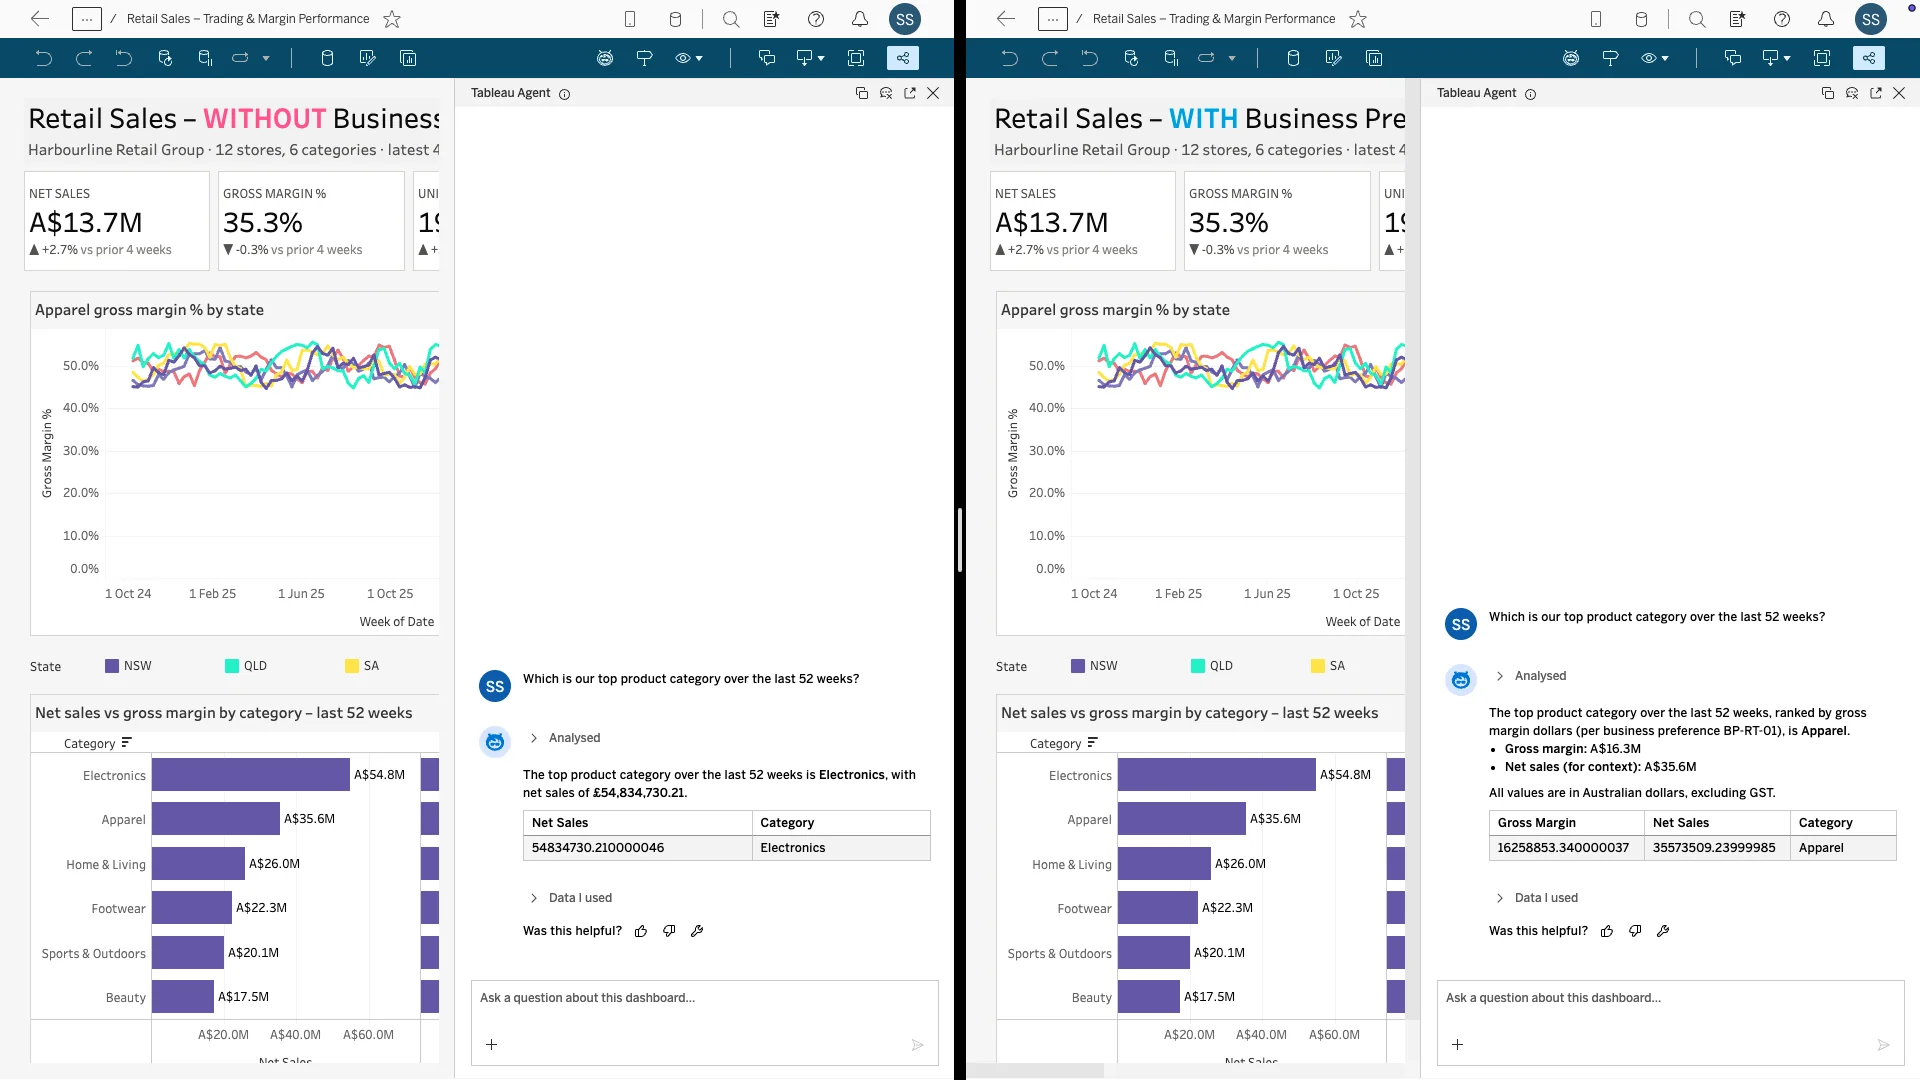 ... / Retail Sales – Trading & Margin Performance
SS
Tableau Agent
Retail Sales – WITHOUT Business
Harbourline Retail Group · 12 stores, 6 categories · latest 4
NET SALES
A$13.7M
▲ +2.7% vs prior 4 weeks
GROSS MARGIN %
35.3%
▼ -0.3% vs prior 4 weeks
UNI
19
▲ +
Apparel gross margin % by state
Gross Margin %
50.0%
40.0%
30.0%
20.0%
10.0%
0.0%
1 Oct 24
1 Feb 25
1 Jun 25
1 Oct 25
Week of Date
State
NSW
QLD
SA
Net sales vs gross margin by category – last 52 weeks
Category
Electronics A$54.8M
Apparel A$35.6M
Home & Living A$26.0M
Footwear A$22.3M
Sports & Outdoors A$20.1M
Beauty A$17.5M
A$20.0M A$40.0M A$60.0M
Net Sales
SS
Which is our top product category over the last 52 weeks?
Analysed
The top product category over the last 52 weeks is Electronics, with
net sales of £54,834,730.21.
Net Sales Category
54834730.210000046 Electronics
Data I used
Was this helpful?
Ask a question about this dashboard...
... / Retail Sales – Trading & Margin Performance
SS
Tableau Agent
Retail Sales – WITH Business Pre
Harbourline Retail Group · 12 stores, 6 categories · latest 4
NET SALES
A$13.7M
▲ +2.7% vs prior 4 weeks
GROSS MARGIN %
35.3%
▼ -0.3% vs prior 4 weeks
UNI
19
▲ +
Apparel gross margin % by state
Gross Margin %
50.0%
40.0%
30.0%
20.0%
10.0%
0.0%
1 Oct 24
1 Feb 25
1 Jun 25
1 Oct 25
Week of Date
State
NSW
QLD
SA
Net sales vs gross margin by category – last 52 weeks
Category
Electronics A$54.8M
Apparel A$35.6M
Home & Living A$26.0M
Footwear A$22.3M
Sports & Outdoors A$20.1M
Beauty A$17.5M
A$20.0M A$40.0M A$60.0M
Net Sales
SS
Which is our top product category over the last 52 weeks?
Analysed
The top product category over the last 52 weeks, ranked by gross
margin dollars (per business preference BP-RT-01), is Apparel.
• Gross margin: A$16.3M
• Net sales (for context): A$35.6M
All values are in Australian dollars, excluding GST.
Gross Margin Net Sales Category
16258853.340000037 35573509.23999985 Apparel
Data I used
Was this helpful?
Ask a question about this dashboard...